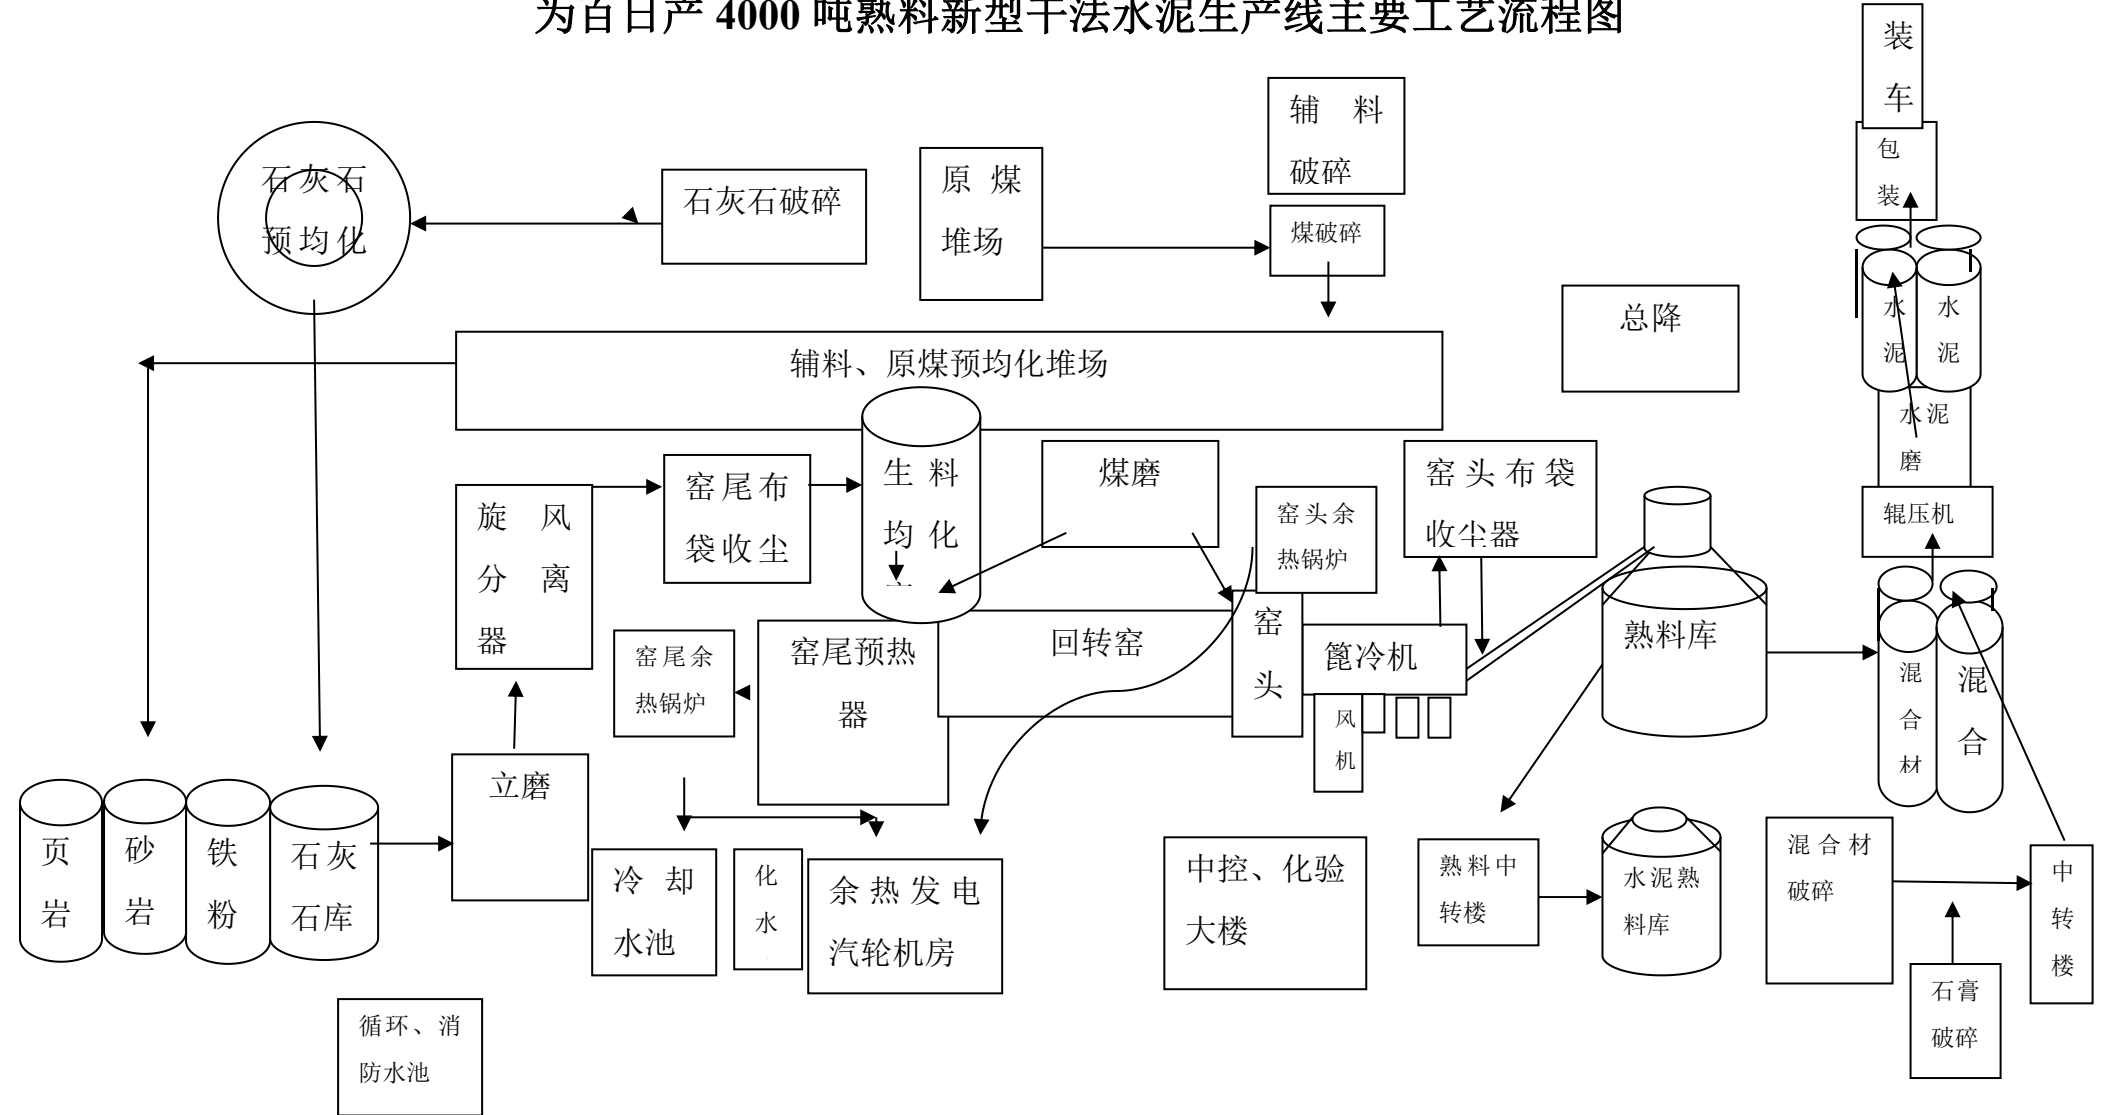 为百日产 4000 吨熟料新型干法水泥生产线主要工艺流程图
装
车
辅料
破碎
包
装
石灰石
预均化
石灰石破碎
原煤
堆场
煤破碎
总降
水
泥
水
泥
辅料、原煤预均化堆场
水泥
磨
旋风
分离
器
窑尾布
袋收尘
生料
均化
煤磨
窑头余
热锅炉
窑头布袋
收尘器
辊压机
窑尾余
热锅炉
窑尾预热
器
回转窑
窑
头
篦冷机
风
机
熟料库
混
合
材
混
合
立磨
页
岩
砂
岩
铁
粉
石灰
石库
冷却
水池
化
水
余热发电
汽轮机房
中控、化验
大楼
熟料中
转楼
水泥熟
料库
混合材
破碎
中
转
楼
石膏
破碎
循环、消
防水池